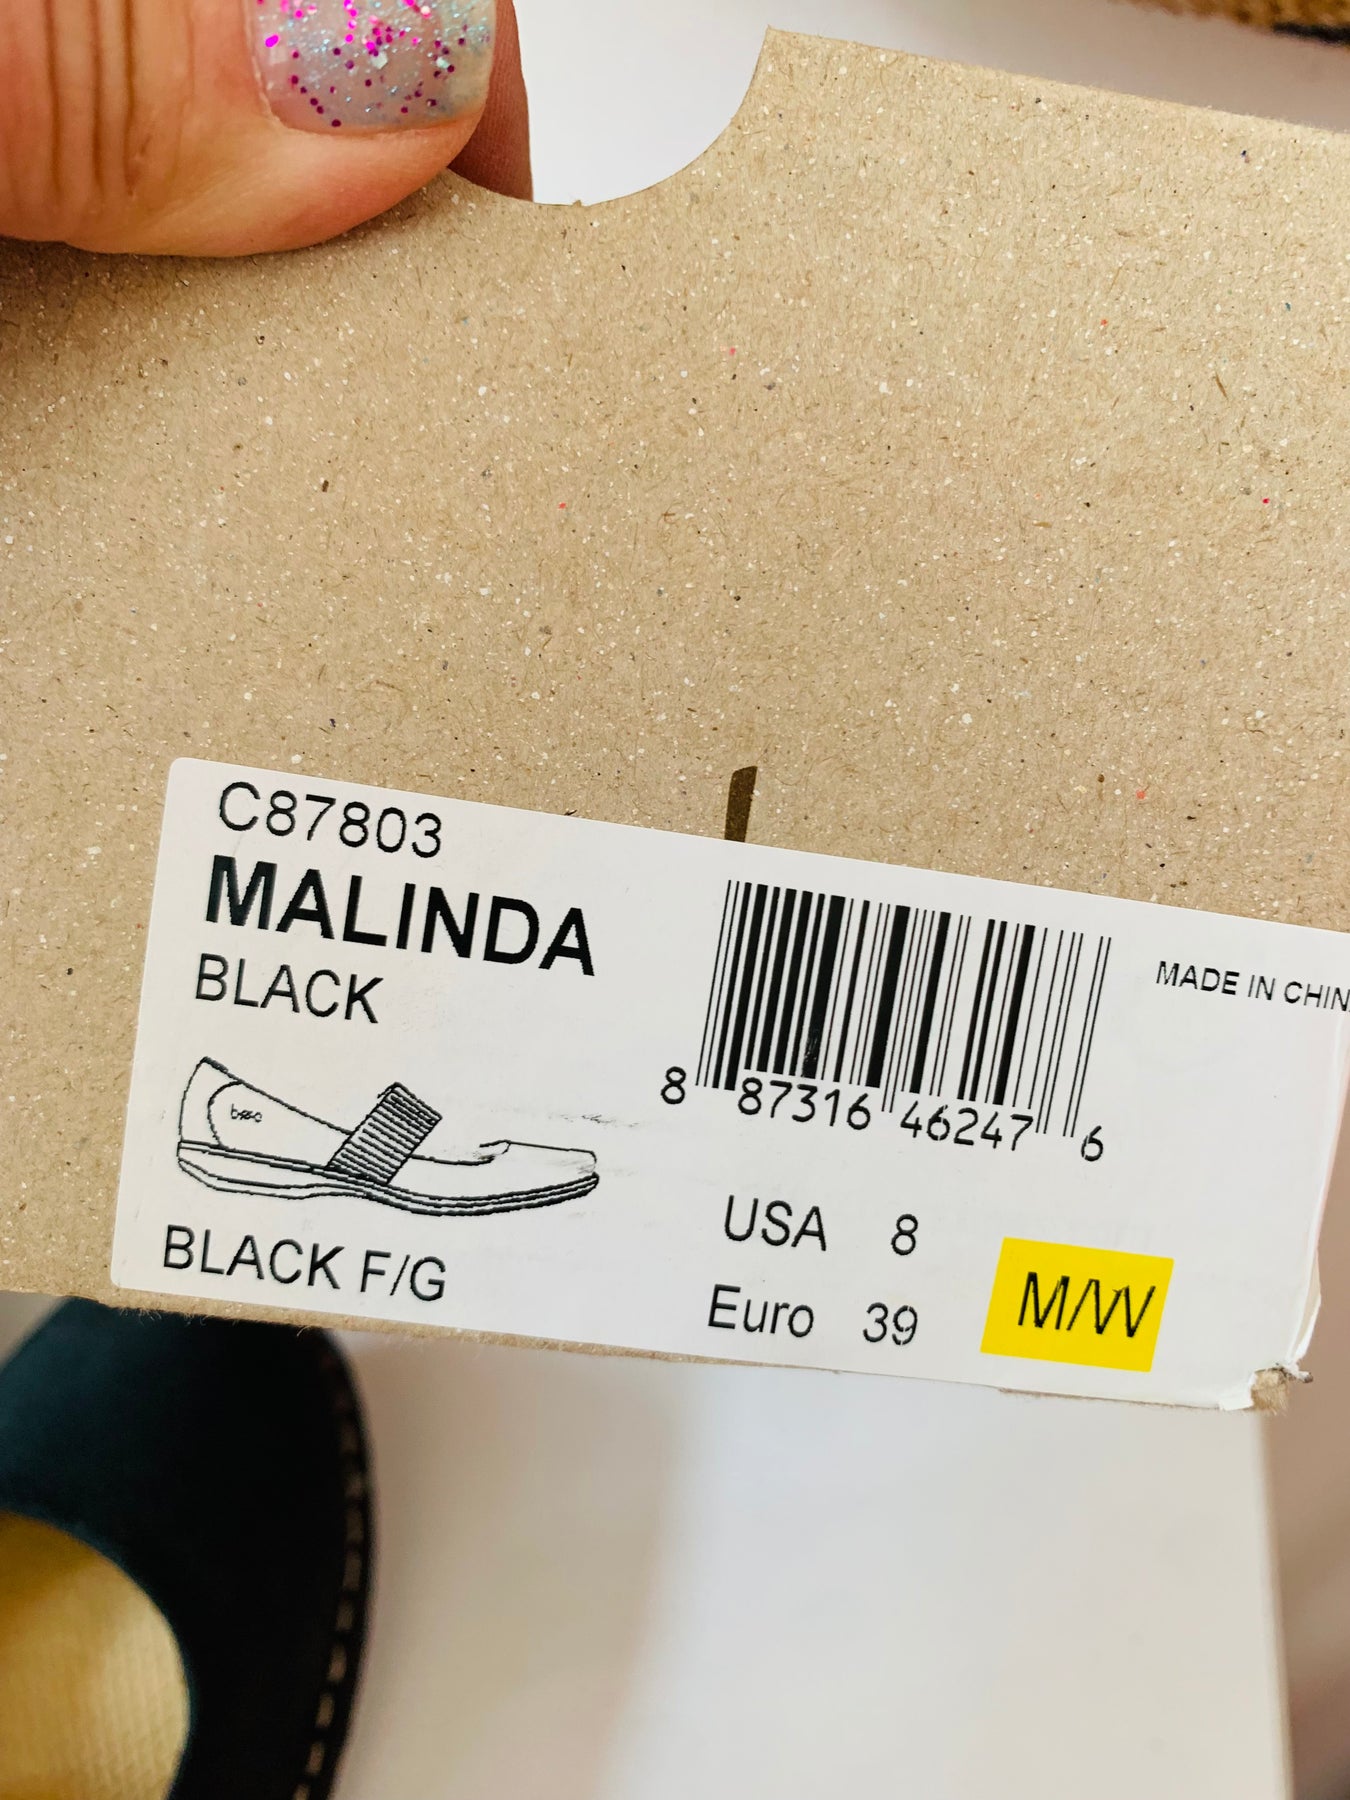 C87803
MALINDA
BLACK
MADE IN CHIN
8 87316 46247 6
BLACK F/G
USA 8
Euro 39
M/W